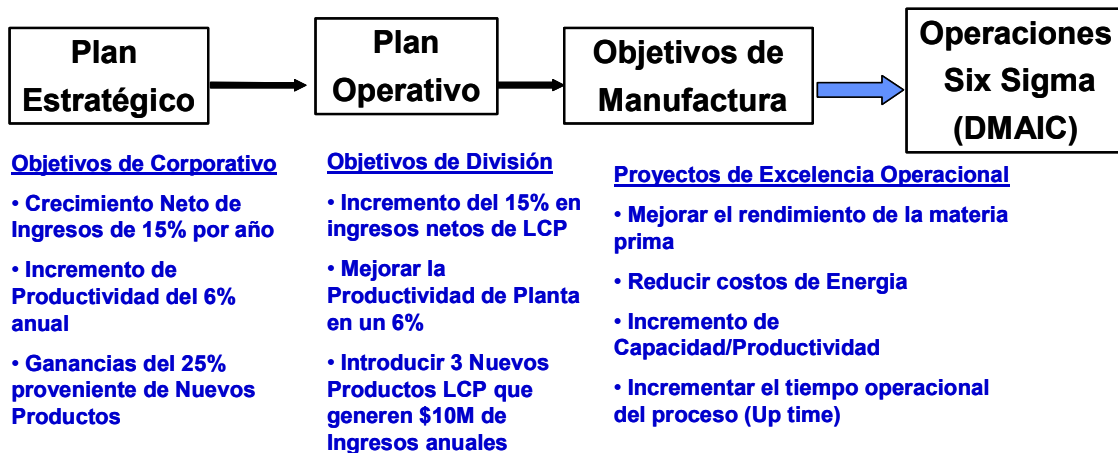 Plan
Estratégico
Plan
Operativo
Objetivos de
Manufactura
Operaciones
Six Sigma
(DMAIC)
Objetivos de Corporativo
• Crecimiento Neto de
Ingresos de 15% por año
• Incremento de
Productividad del 6%
anual
• Ganancias del 25%
proveniente de Nuevos
Productos
Objetivos de División
• Incremento del 15% en
ingresos netos de LCP
• Mejorar la
Productividad de Planta
en un 6%
• Introducir 3 Nuevos
Productos LCP que
generen $10M de
Ingresos anuales
Proyectos de Excelencia Operacional
• Mejorar el rendimiento de la materia
prima
• Reducir costos de Energia
• Incremento de
Capacidad/Productividad
• Incrementar el tiempo operacional
del proceso (Up time)